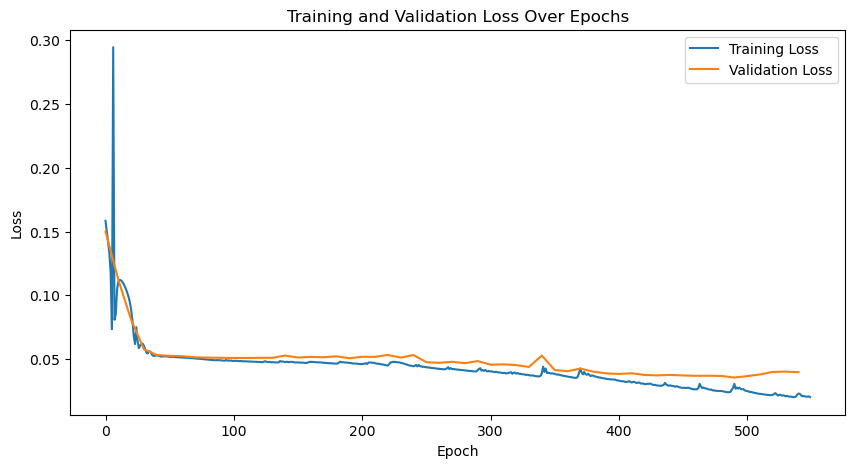 Training and Validation Loss Over Epochs
Training Loss
Validation Loss
0.30
0.25
0.20
0.15
0.10
0.05
Loss
0
100
200
300
400
500
Epoch